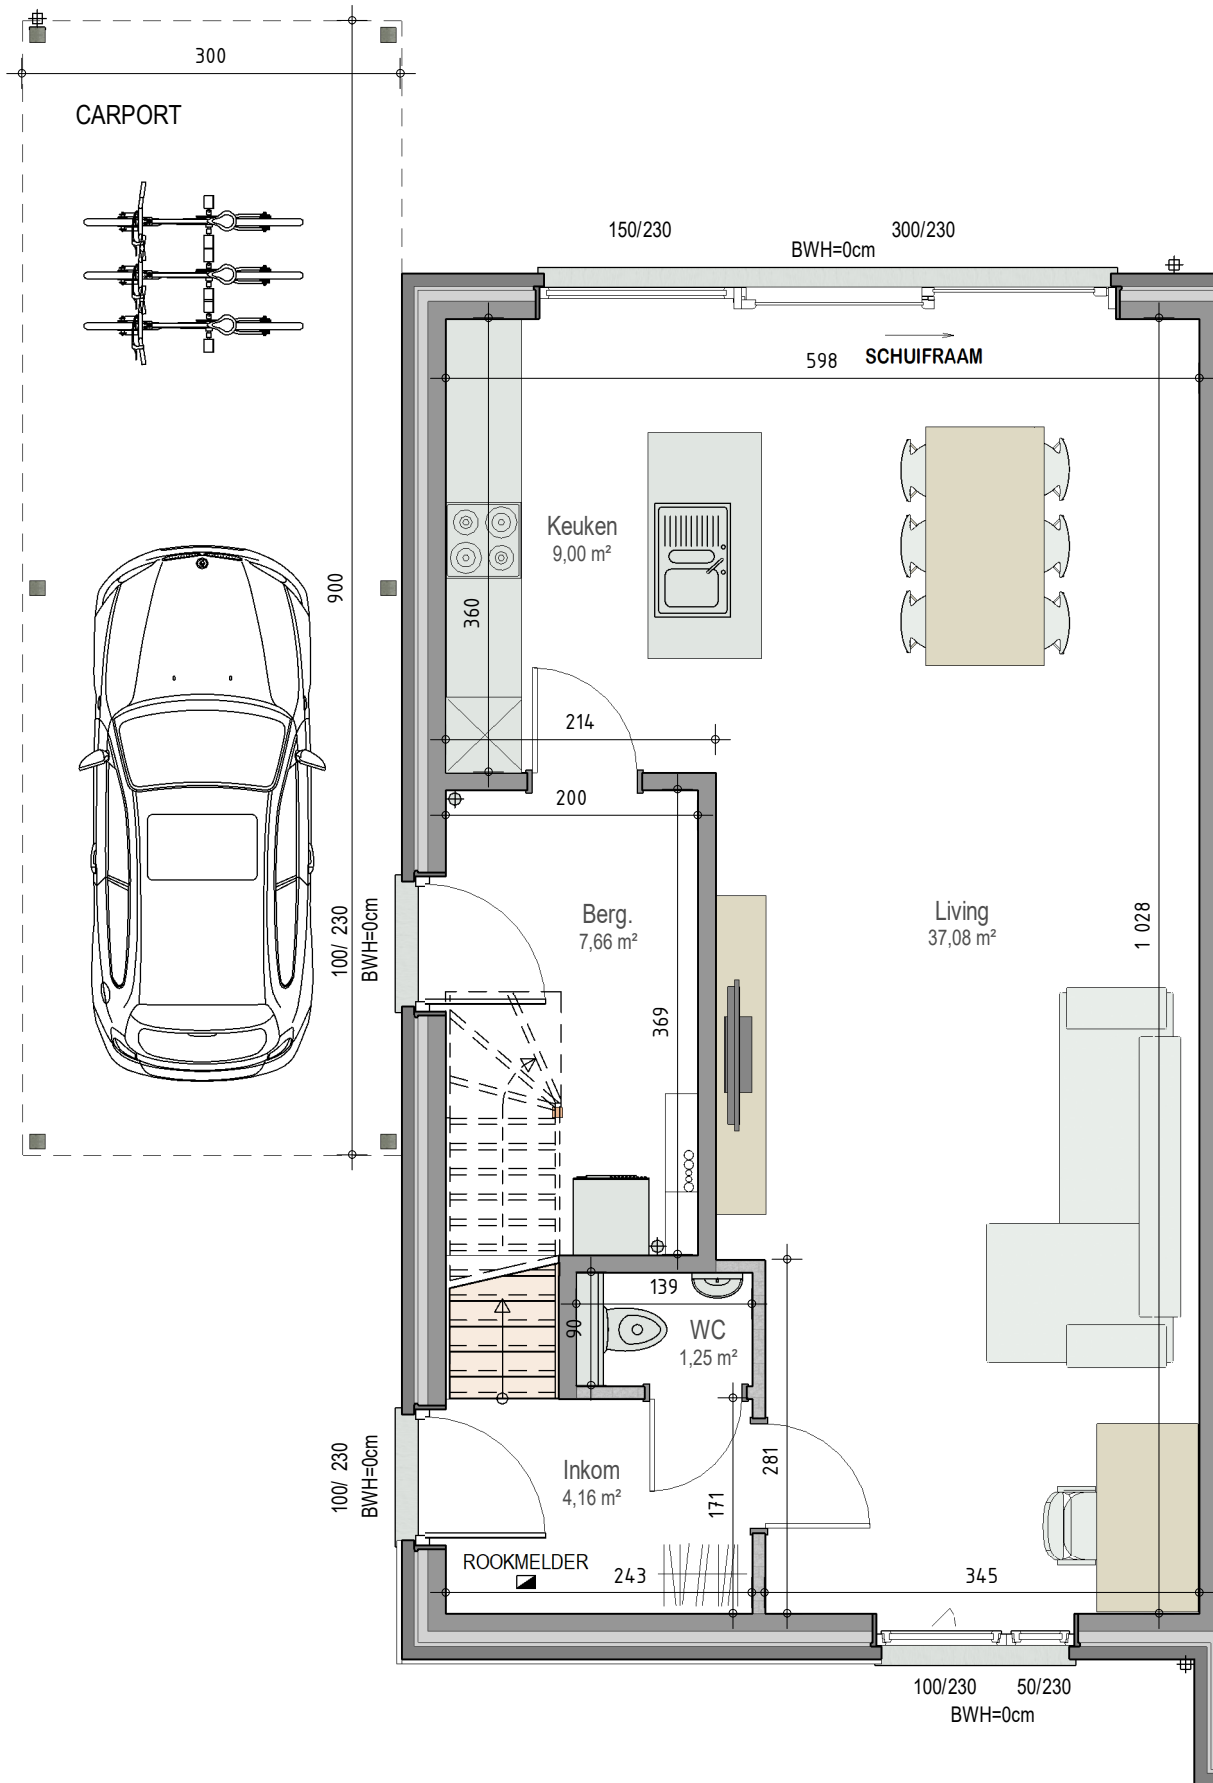 300
CARPORT
150/230
300/230
BWH=0cm
SCHUIFRAAM
598
Keuken
9,00 m²
900
360
214
200
100/ 230
BWH=0cm
Berg.
7,66 m²
Living
37,08 m²
1 028
369
139
90
WC
1,25 m²
100/ 230
BWH=0cm
Inkom
4,16 m²
281
171
ROOKMELDER
243
345
100/230
50/230
BWH=0cm